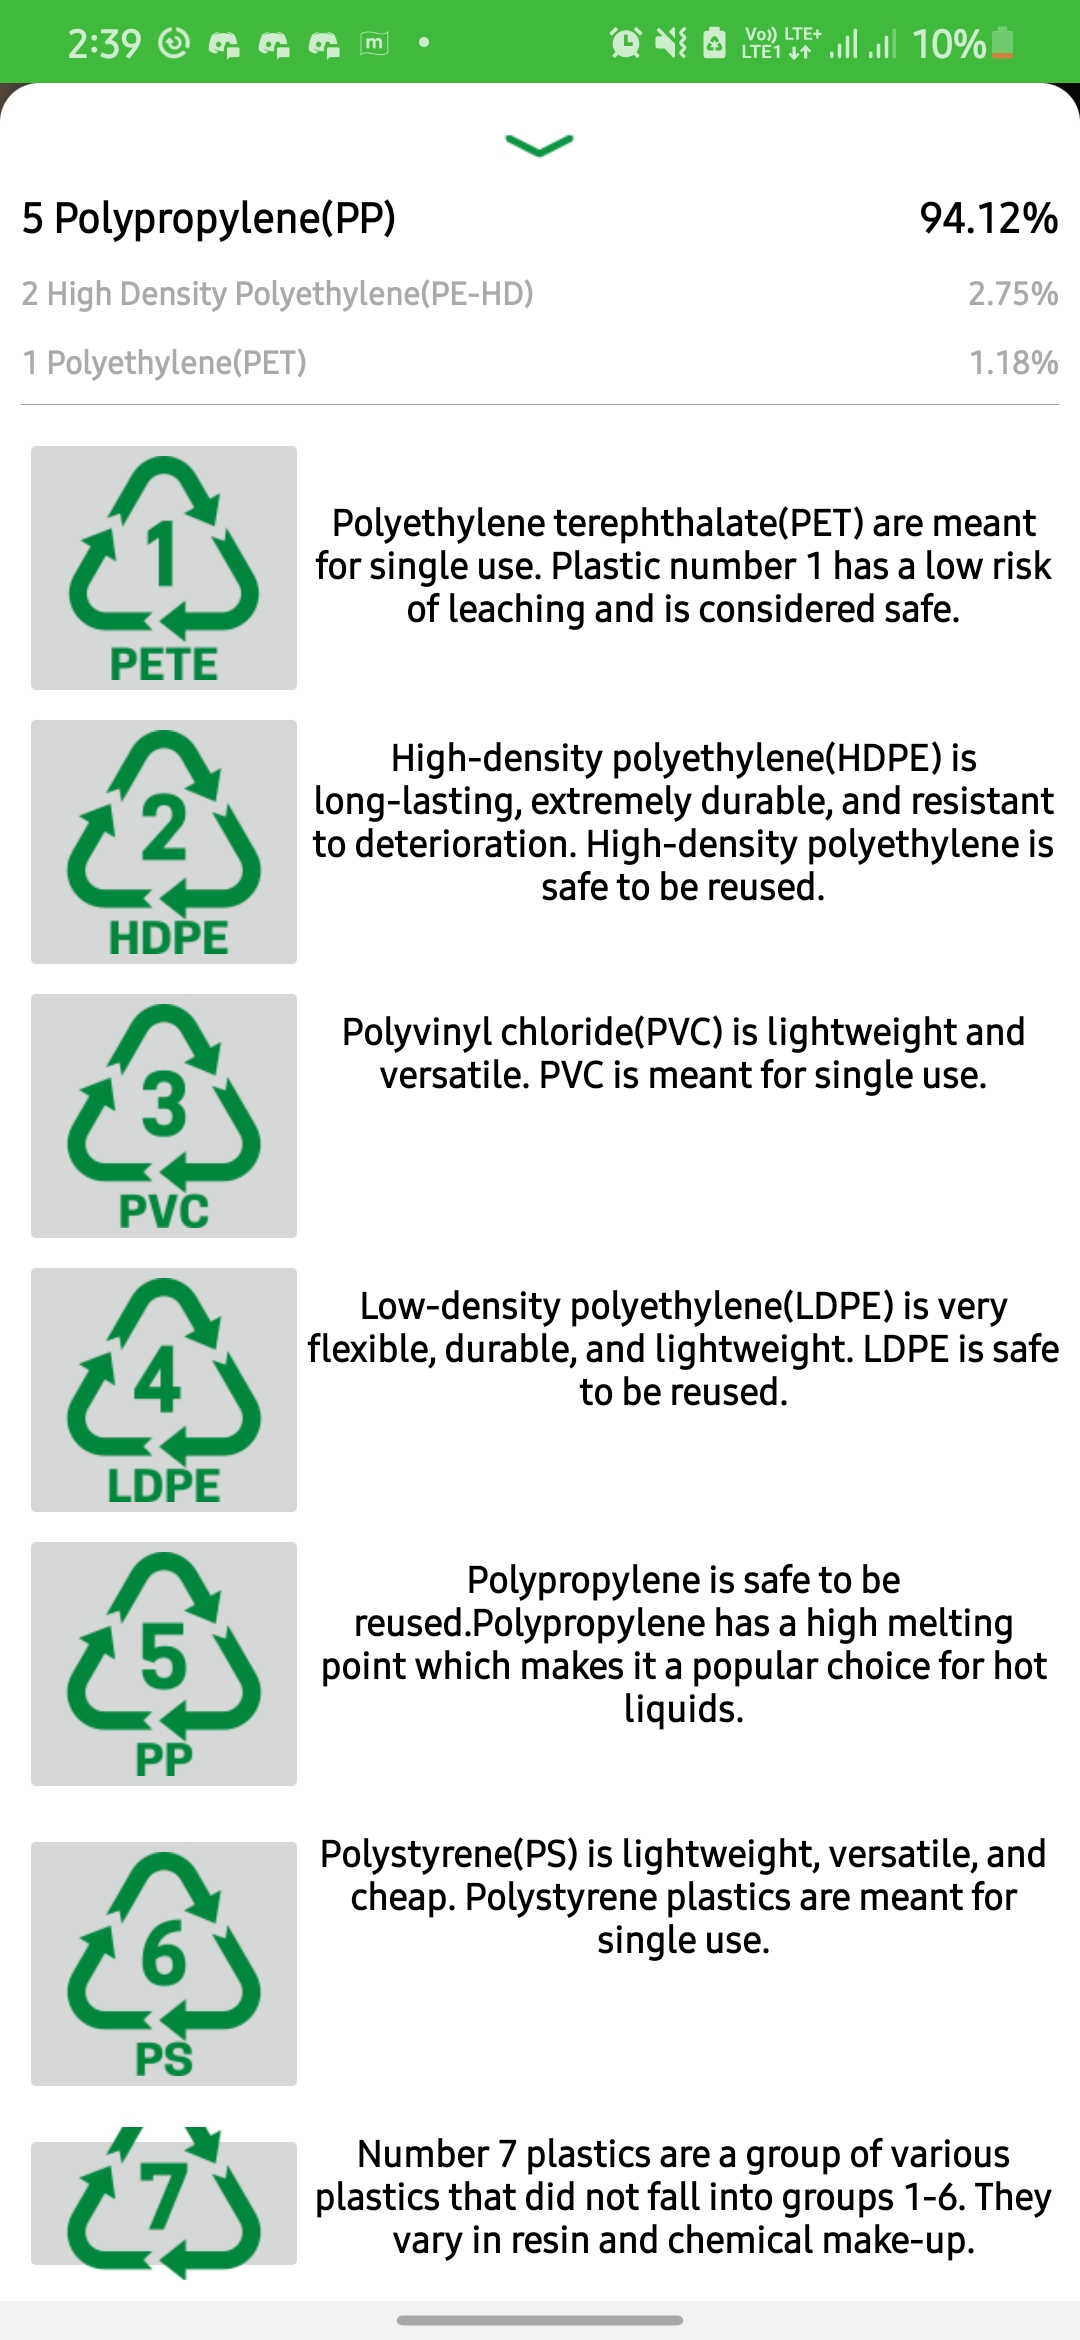 2:39
m
Vo)) LTE+
LTE1
10%
5 Polypropylene(PP) 94.12%
2 High Density Polyethylene(PE-HD) 2.75%
1 Polyethylene(PET) 1.18%
1
PETE
Polyethylene terephthalate(PET) are meant
for single use. Plastic number 1 has a low risk
of leaching and is considered safe.
2
HDPE
High-density polyethylene(HDPE) is
long-lasting, extremely durable, and resistant
to deterioration. High-density polyethylene is
safe to be reused.
3
PVC
Polyvinyl chloride(PVC) is lightweight and
versatile. PVC is meant for single use.
4
LDPE
Low-density polyethylene(LDPE) is very
flexible, durable, and lightweight. LDPE is safe
to be reused.
5
PP
Polypropylene is safe to be
reused.Polypropylene has a high melting
point which makes it a popular choice for hot
liquids.
6
PS
Polystyrene(PS) is lightweight, versatile, and
cheap. Polystyrene plastics are meant for
single use.
7
Number 7 plastics are a group of various
plastics that did not fall into groups 1-6. They
vary in resin and chemical make-up.